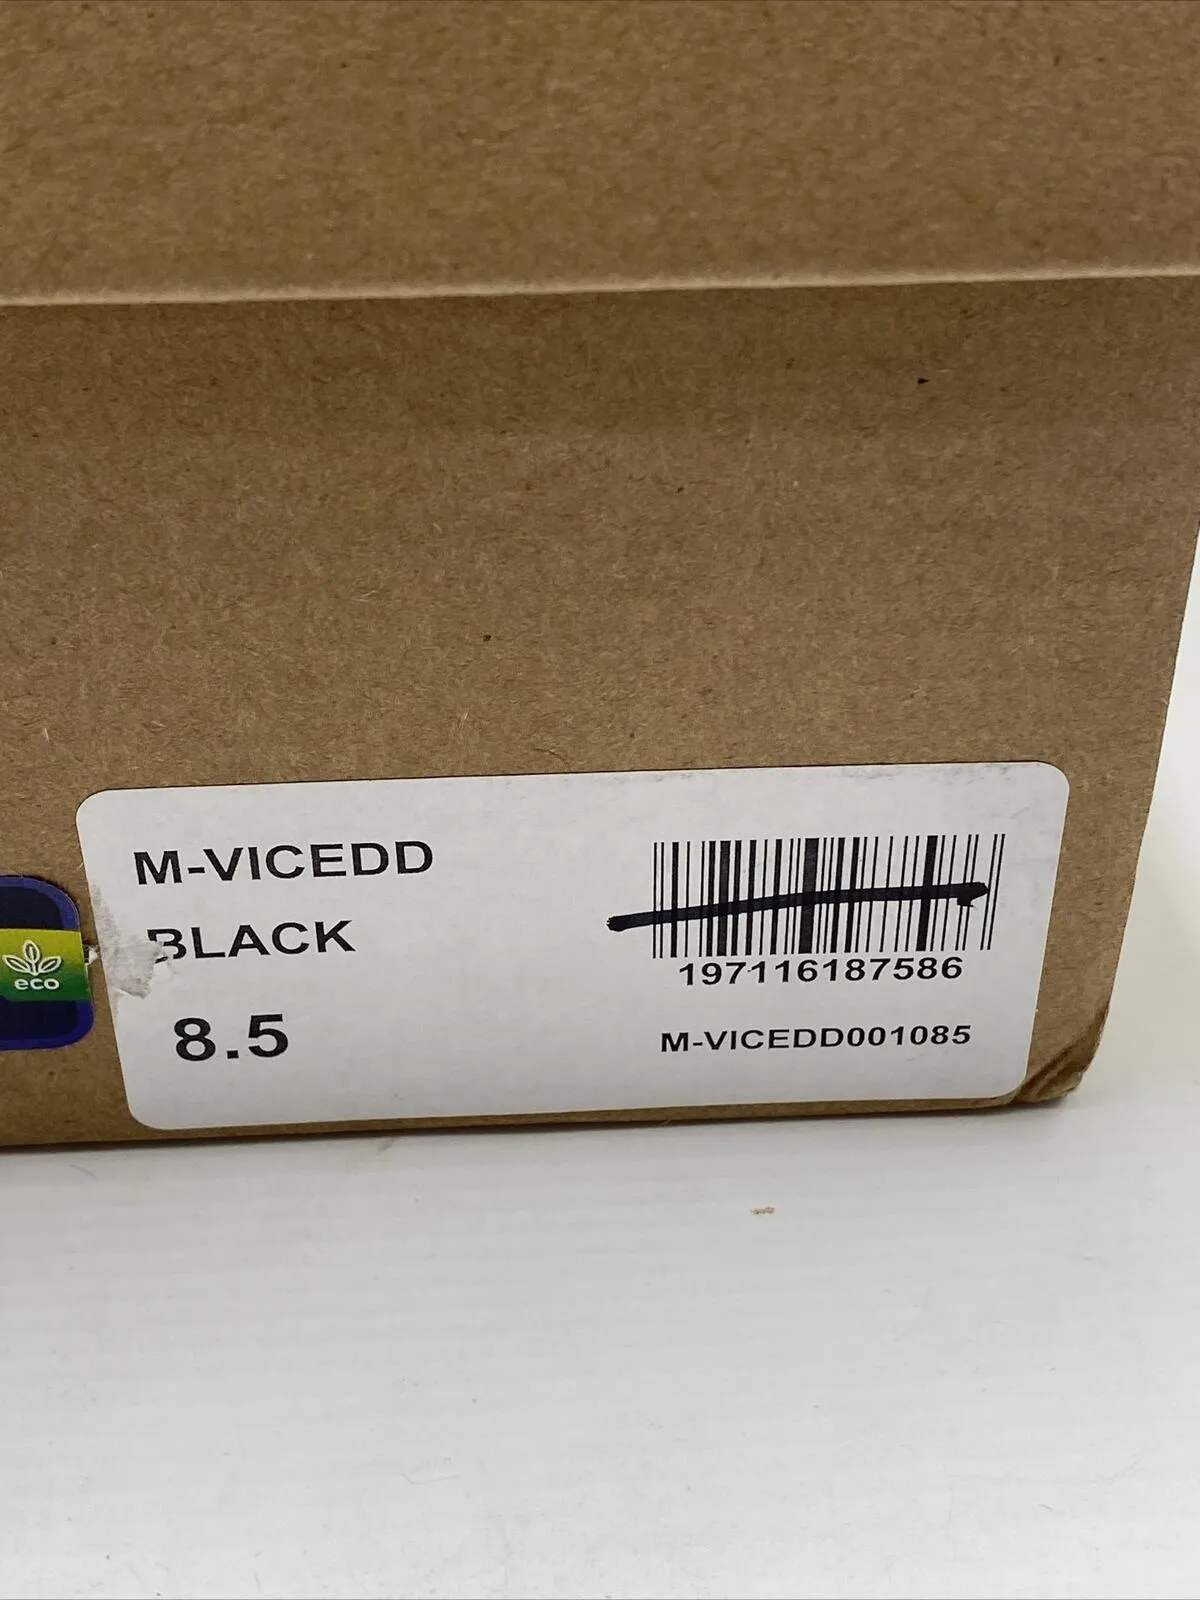 M-VICEDD
BLACK
8.5
197116187586
M-VICEDD001085
eco